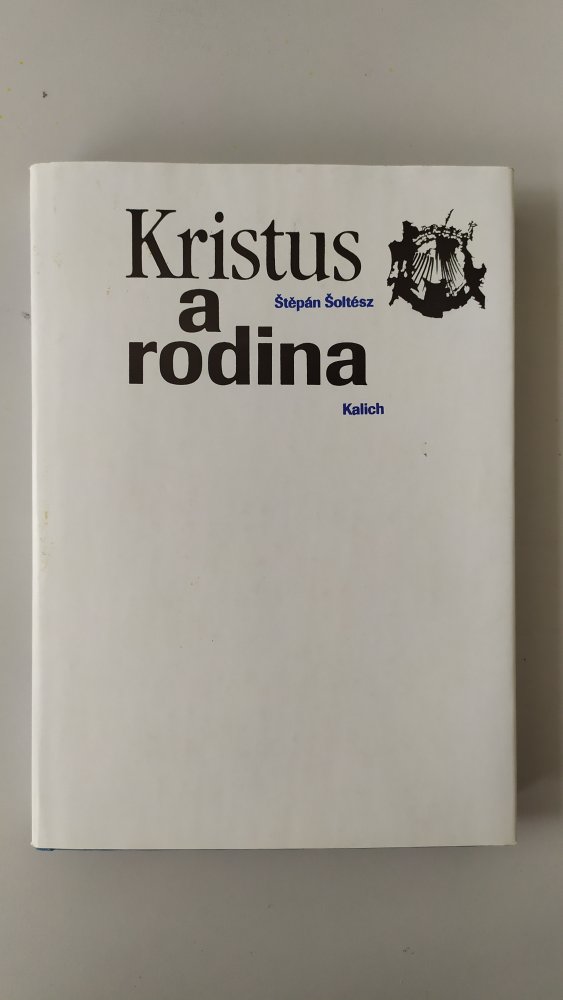 Kristus
a
Štěpán Šoltész
rodina
Kalich